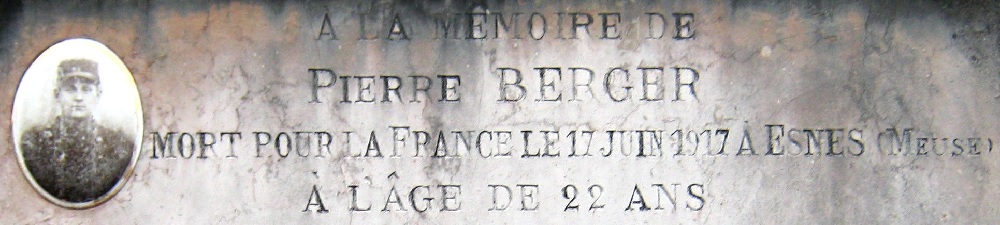 À LA MÉMOIRE DE
PIERRE BERGER
MORT POUR LA FRANCE LE 17 JUIN 1917 À ESNES (MEUSE)
À L'ÂGE DE 22 ANS